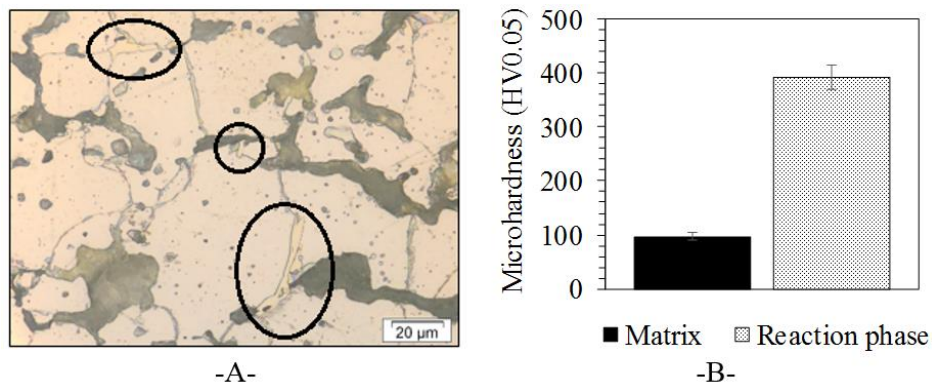 20 µm
-A-
Microhardness (HV0.05)
500
400
300
200
100
0
Matrix
Reaction phase
-B-